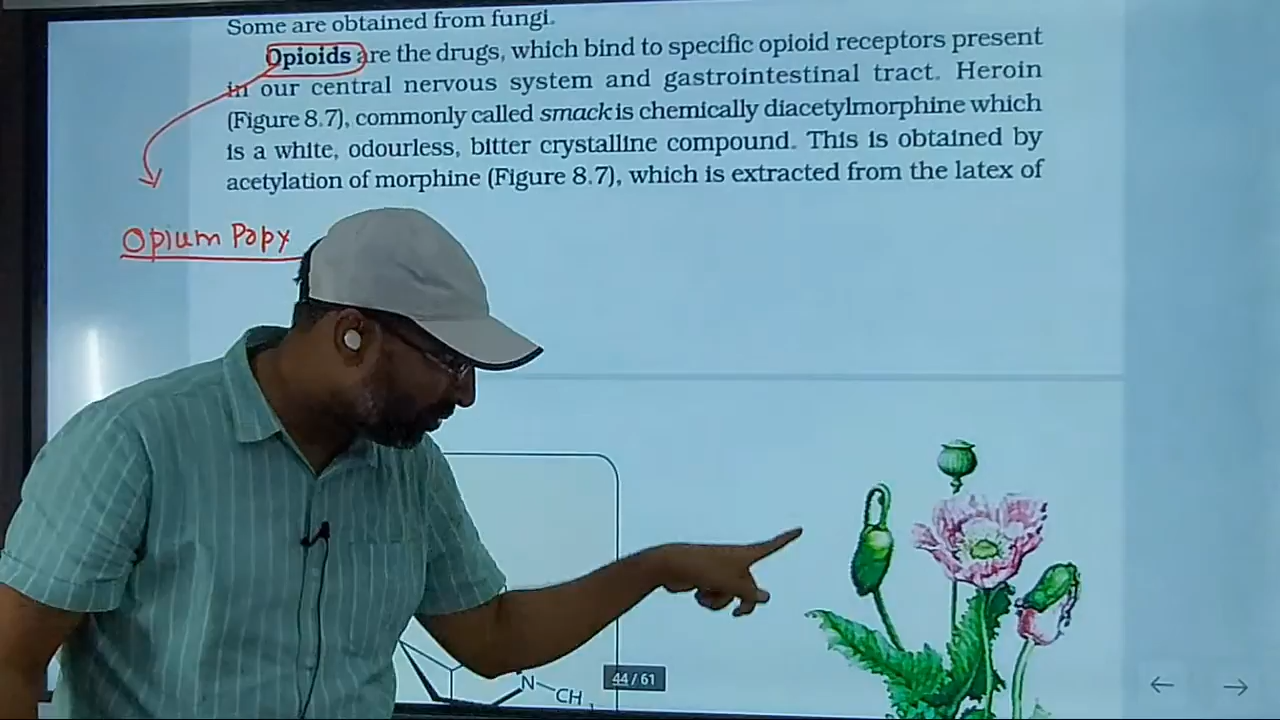 Some are obtained from fungi.
Opioids are the drugs, which bind to specific opioid receptors present
in our central nervous system and gastrointestinal tract. Heroin
(Figure 8.7), commonly called smack is chemically diacetylmorphine which
is a white, odourless, bitter crystalline compound. This is obtained by
acetylation of morphine (Figure 8.7), which is extracted from the latex of
Opium Popy
N CH
44 / 61